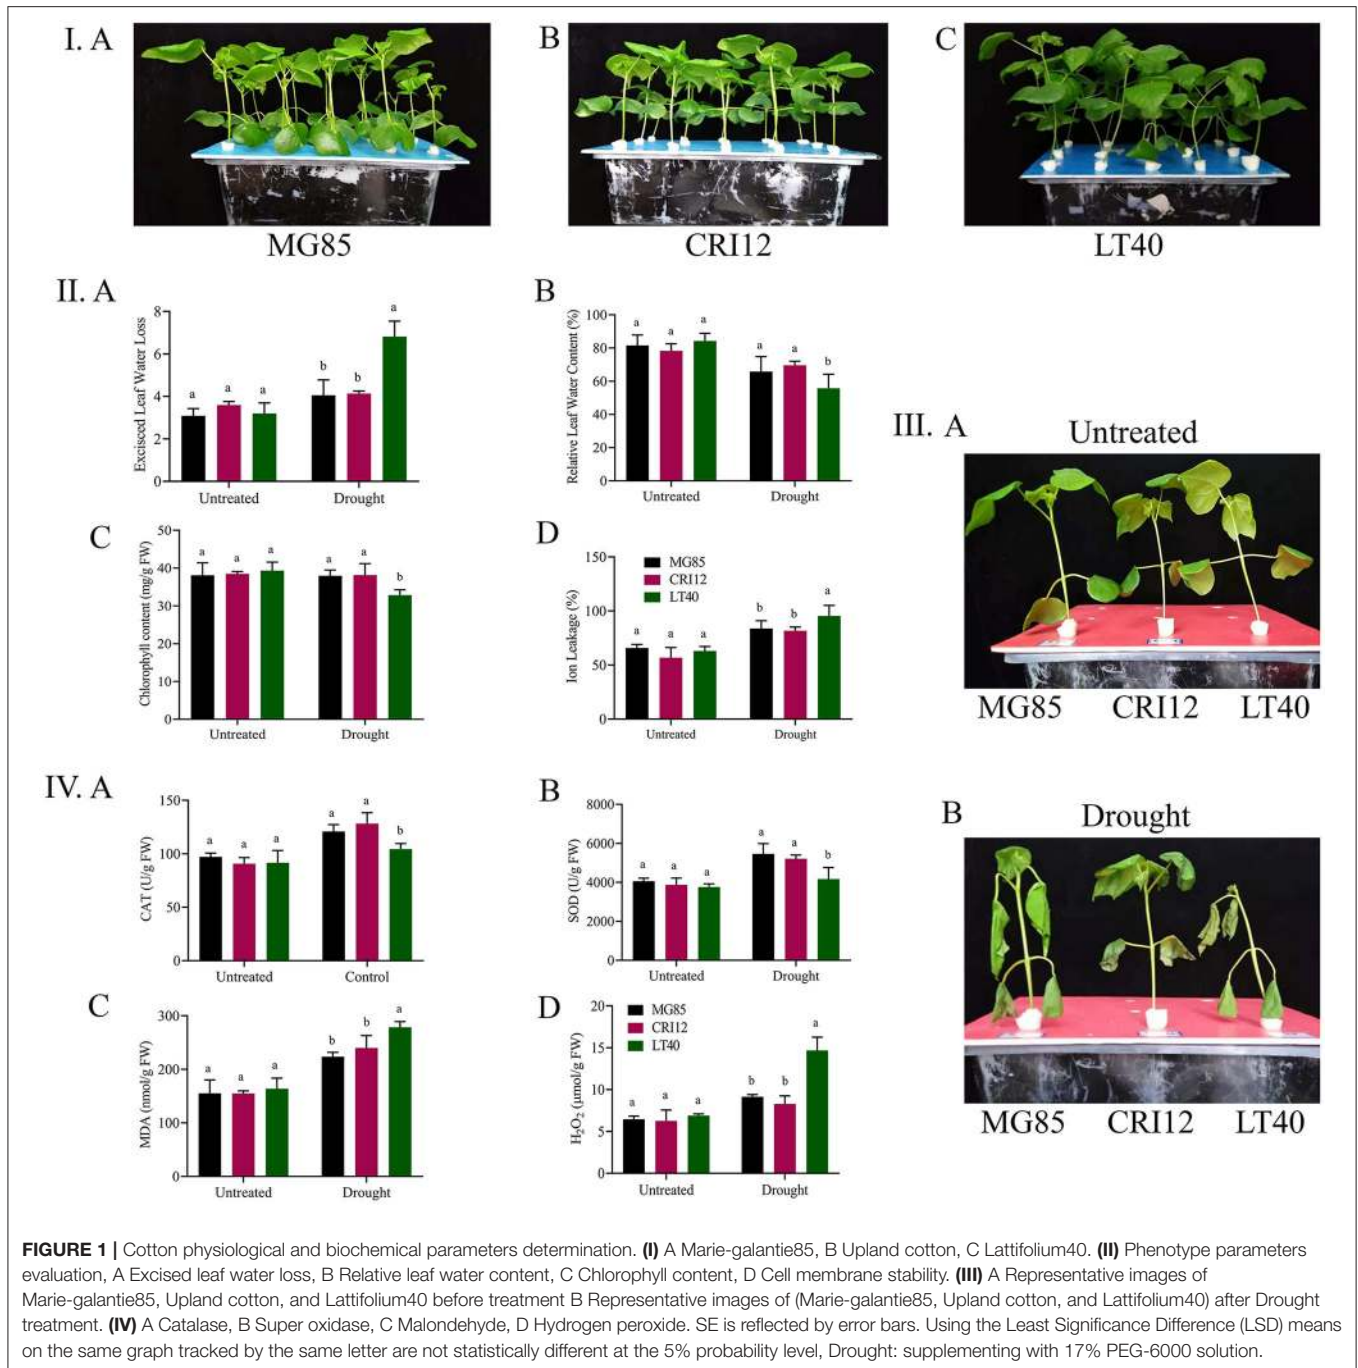 I. A
B
C
MG85
CRI12
LT40
II. A
Excisced Leaf Water Loss
8
6
4
2
0
a
a
a
b
b
a
Untreated
Drought
B
Relative Leaf Water Content (%)
100
80
60
40
20
0
a
a
a
a
a
b
Untreated
Drought
C
Chlorophyll content (mg/g FW)
50
40
30
20
10
0
a
a
a
a
a
b
Untreated
Drought
D
Ion Leakage (%)
150
100
50
0
MG85
CRI12
LT40
a
a
a
b
b
a
Untreated
Drought
III. A
Untreated
MG85
CRI12
LT40
B
Drought
MG85
CRI12
LT40
IV. A
CAT (U/g FW)
150
100
50
0
a
a
a
a
a
b
Untreated
Control
B
SOD (U/g FW)
8000
6000
4000
2000
0
a
a
a
a
a
b
Untreated
Drought
C
MDA (nmol/g FW)
300
200
100
0
a
a
a
b
b
a
Untreated
Drought
D
H₂O₂ (μmol/g FW)
20
15
10
5
0
MG85
CRI12
LT40
a
a
a
b
b
a
Untreated
Drought
FIGURE 1 | Cotton physiological and biochemical parameters determination. (I) A Marie-galantie85, B Upland cotton, C Lattifolium40. (II) Phenotype parameters
evaluation, A Excised leaf water loss, B Relative leaf water content, C Chlorophyll content, D Cell membrane stability. (III) A Representative images of
Marie-galantie85, Upland cotton, and Lattifolium40 before treatment B Representative images of (Marie-galantie85, Upland cotton, and Lattifolium40) after Drought
treatment. (IV) A Catalase, B Super oxidase, C Malondehyde, D Hydrogen peroxide. SE is reflected by error bars. Using the Least Significance Difference (LSD) means
on the same graph tracked by the same letter are not statistically different at the 5% probability level, Drought: supplementing with 17% PEG-6000 solution.